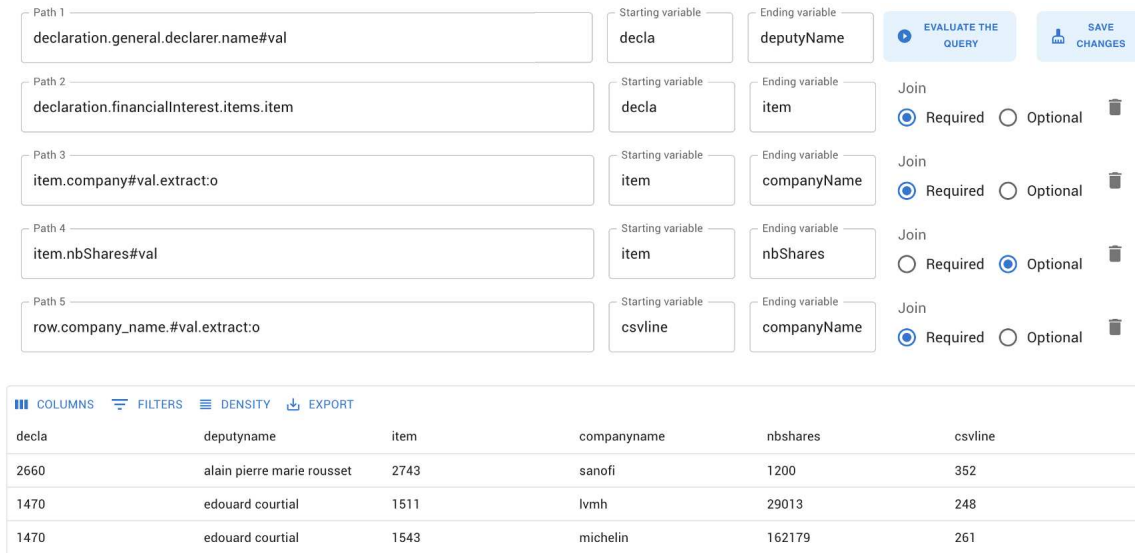 Path 1 Starting variable Ending variable
declaration.general.declarer.name#val decla deputyName EVALUATE THE QUERY SAVE CHANGES
Path 2 Starting variable Ending variable Join
declaration.financialInterest.items.item decla item Required Optional
Path 3 Starting variable Ending variable Join
item.company#val.extract:o item companyName Required Optional
Path 4 Starting variable Ending variable Join
item.nbShares#val item nbShares Required Optional
Path 5 Starting variable Ending variable Join
row.company_name.#val.extract:o csvline companyName Required Optional
COLUMNS FILTERS DENSITY EXPORT
decla deputyname item companyname nbshares csvline
2660 alain pierre marie rousset 2743 sanofi 1200 352
1470 edouard courtial 1511 lvmh 29013 248
1470 edouard courtial 1543 michelin 162179 261